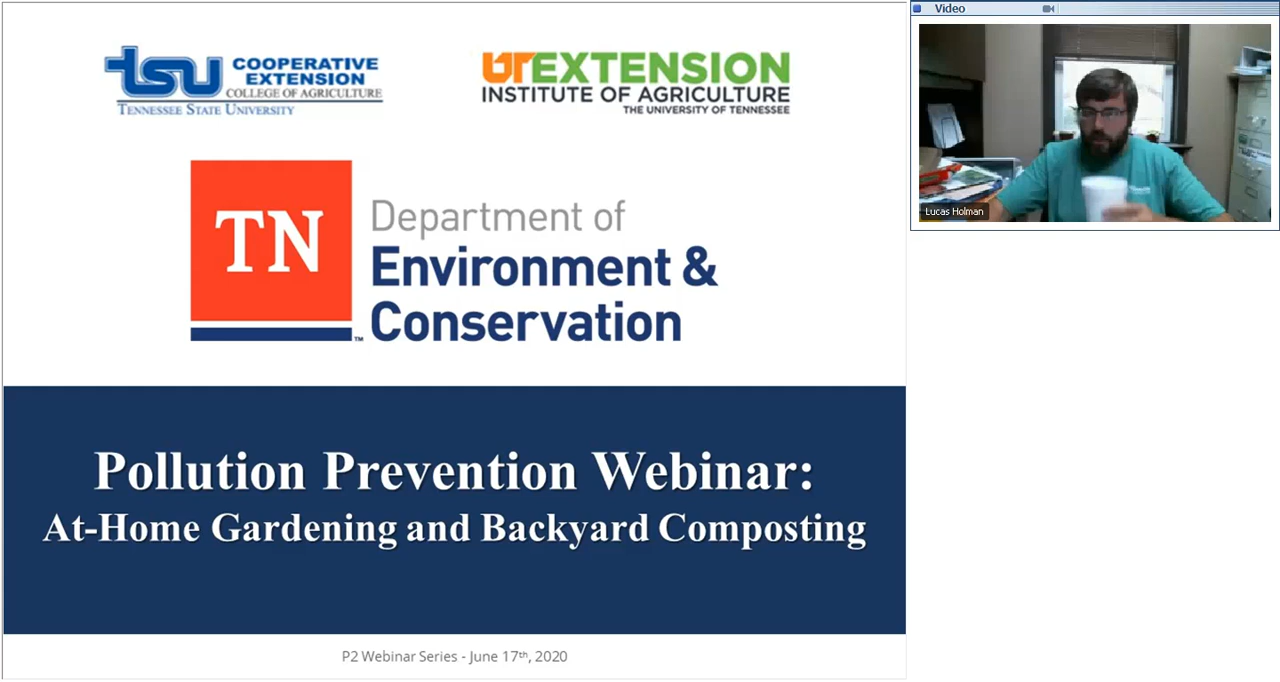 Video
tsu COOPERATIVE
EXTENSION
COLLEGE OF AGRICULTURE
TENNESSEE STATE UNIVERSITY
UTEXTENSION
INSTITUTE OF AGRICULTURE
THE UNIVERSITY OF TENNESSEE
TN
TM
Department of
Environment &
Conservation
Lucas Holman
Pollution Prevention Webinar:
At-Home Gardening and Backyard Composting
P2 Webinar Series - June 17th, 2020